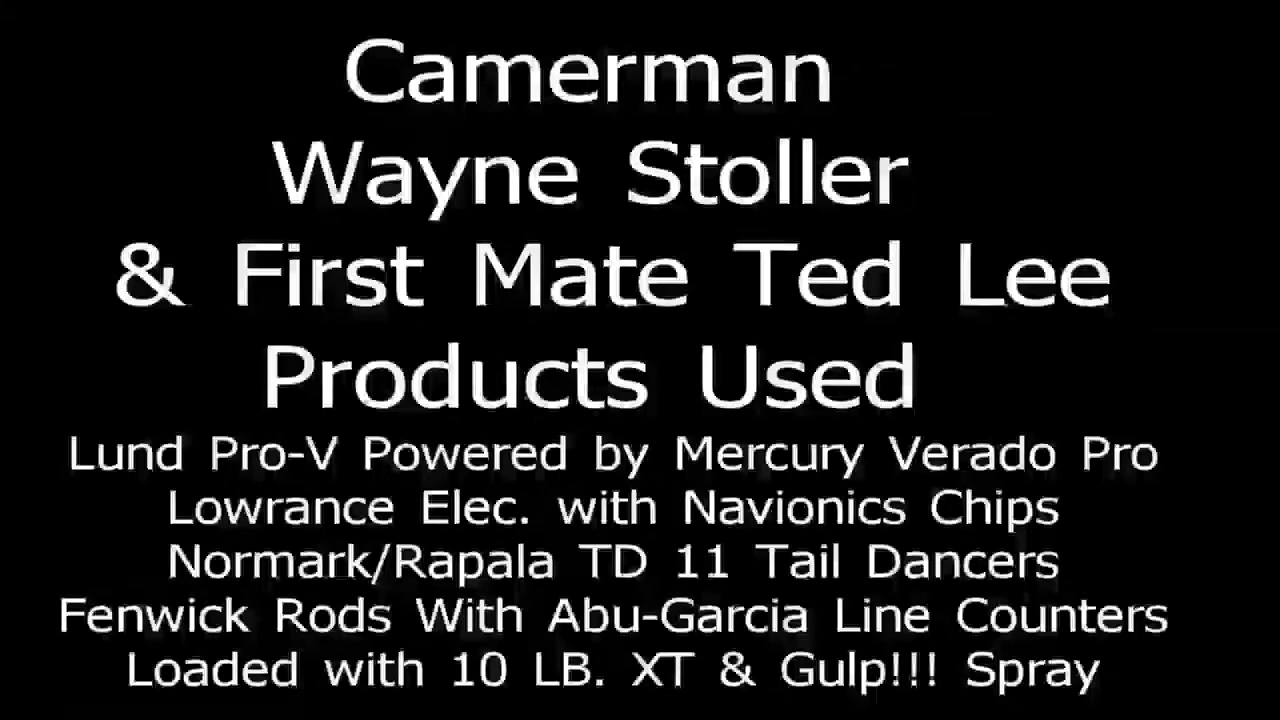 Camerman
Wayne Stoller
& First Mate Ted Lee
Products Used
Lund Pro-V Powered by Mercury Verado Pro
Lowrance Elec. with Navionics Chips
Normark/Rapala TD 11 Tail Dancers
Fenwick Rods With Abu-Garcia Line Counters
Loaded with 10 LB. XT & Gulp!!! Spray